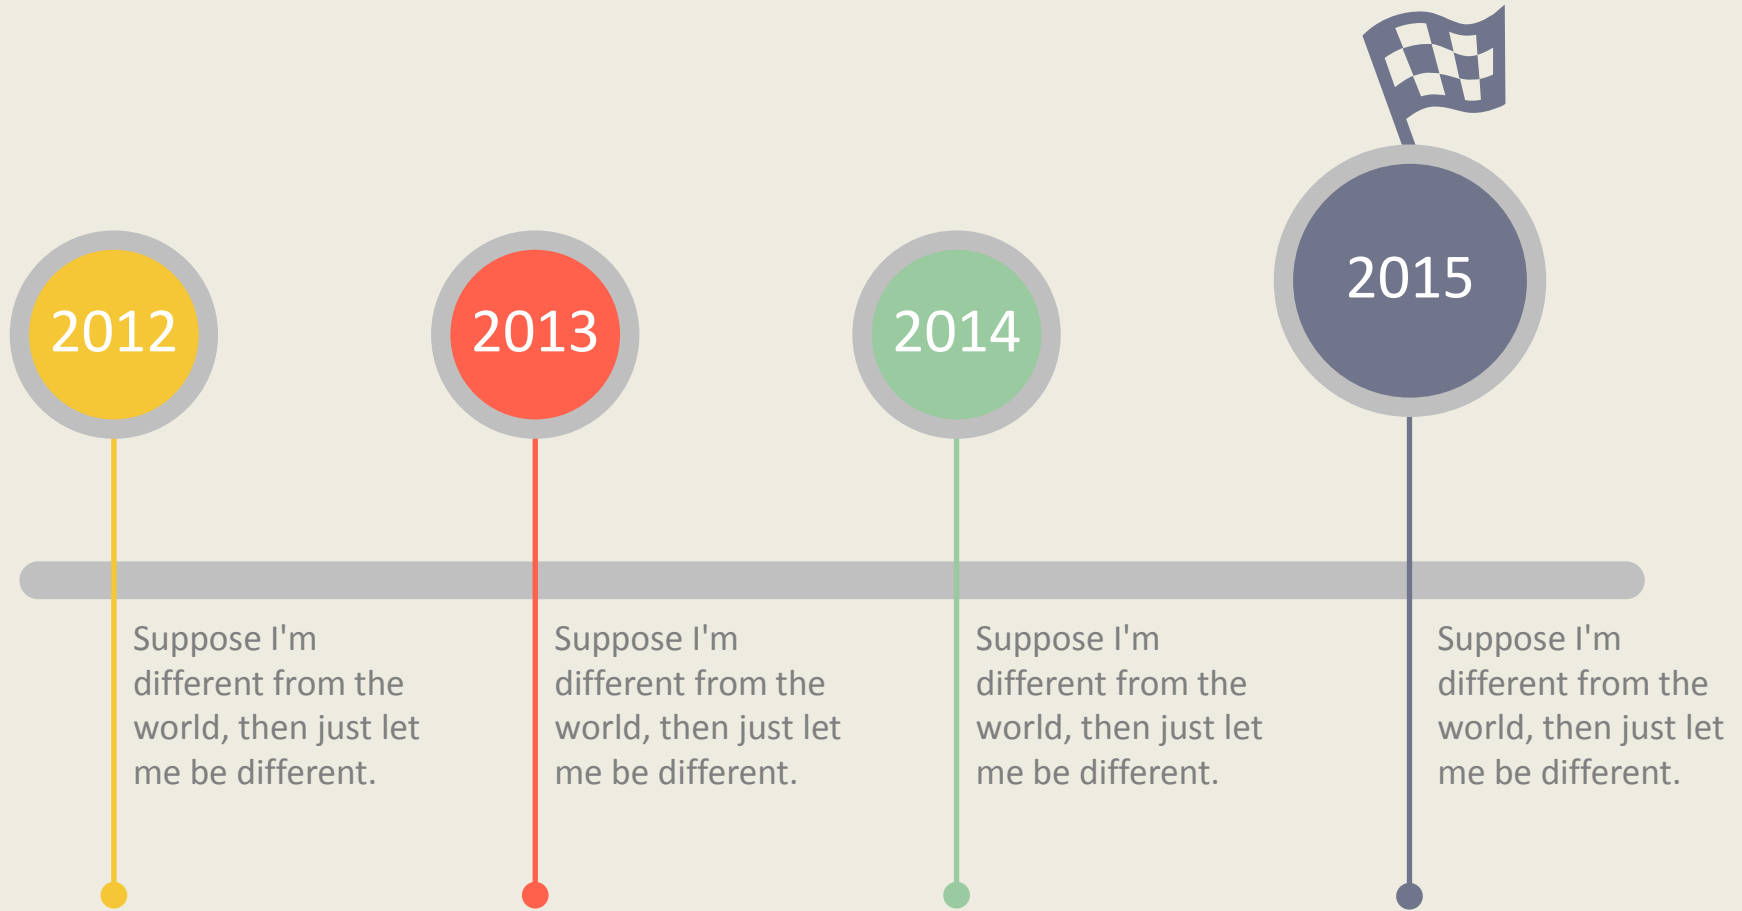 2012
2013
2014
2015
Suppose I'm
different from the
world, then just let
me be different.
Suppose I'm
different from the
world, then just let
me be different.
Suppose I'm
different from the
world, then just let
me be different.
Suppose I'm
different from the
world, then just let
me be different.